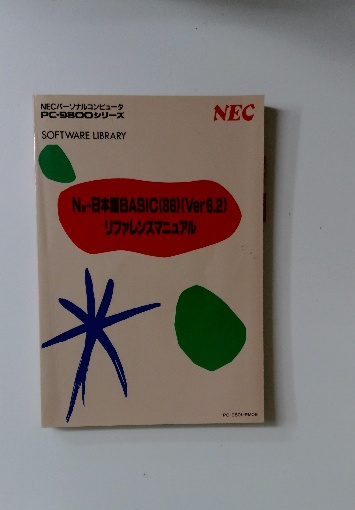 NECパーソナルコンピュータ
PC-9800シリーズ
NEC
SOFTWARE LIBRARY
N88-日本語BASIC(86)(Ver6.2)
リファレンスマニュアル